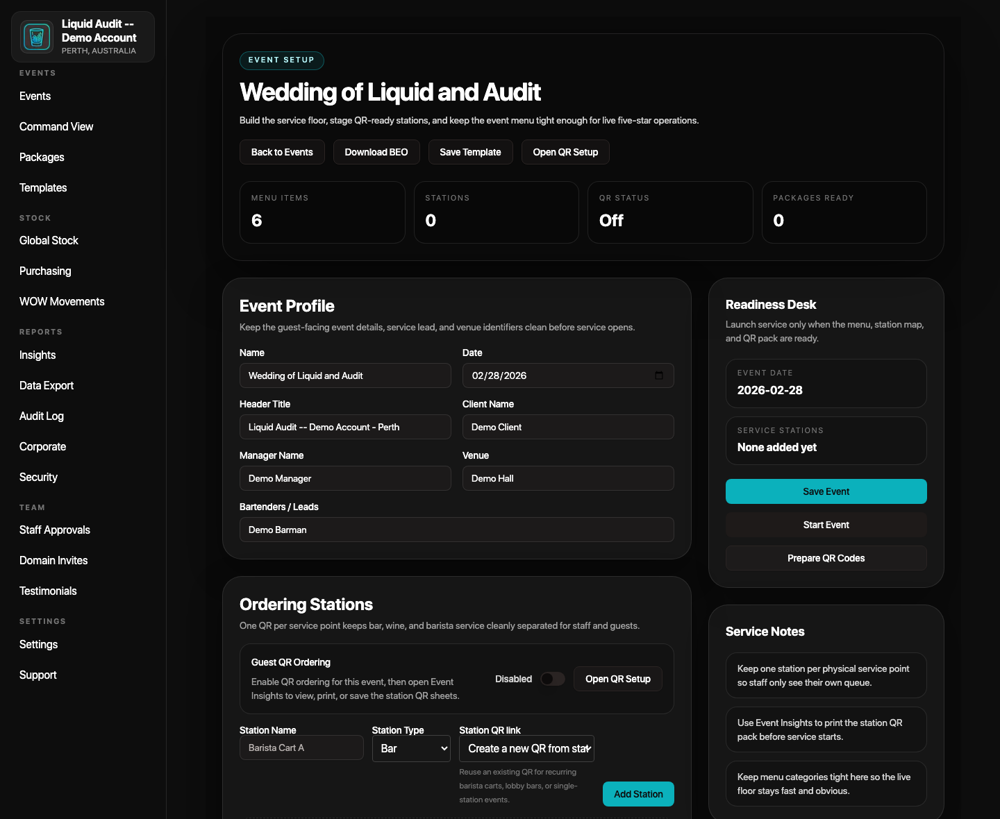 Liquid Audit --
Demo Account
PERTH, AUSTRALIA
EVENTS
Events
Command View
Packages
Templates
STOCK
Global Stock
Purchasing
WOW Movements
REPORTS
Insights
Data Export
Audit Log
Corporate
Security
TEAM
Staff Approvals
Domain Invites
Testimonials
SETTINGS
Settings
Support
EVENT SETUP
Wedding of Liquid and Audit
Build the service floor, stage QR-ready stations, and keep the event menu tight enough for live five-star operations.
Back to Events Download BEO Save Template Open QR Setup
MENU ITEMS STATIONS QR STATUS PACKAGES READY
6 0 Off 0
Event Profile
Keep the guest-facing event details, service lead, and venue identifiers clean before service opens.
Name Date
Wedding of Liquid and Audit 02/28/2026
Header Title Client Name
Liquid Audit -- Demo Account - Perth Demo Client
Manager Name Venue
Demo Manager Demo Hall
Bartenders / Leads
Demo Barman
Ordering Stations
One QR per service point keeps bar, wine, and barista service cleanly separated for staff and guests.
Guest QR Ordering
Enable QR ordering for this event, then open Event
Insights to view, print, or save the station QR sheets.
Disabled Open QR Setup
Station Name Station Type Station QR link
Barista Cart A Bar Create a new QR from stat
Reuse an existing QR for recurring
barista carts, lobby bars, or single-
station events.
Add Station
Readiness Desk
Launch service only when the menu, station map,
and QR pack are ready.
EVENT DATE
2026-02-28
SERVICE STATIONS
None added yet
Save Event
Start Event
Prepare QR Codes
Service Notes
Keep one station per physical service point
so staff only see their own queue.
Use Event Insights to print the station QR
pack before service starts.
Keep menu categories tight here so the live
floor stays fast and obvious.